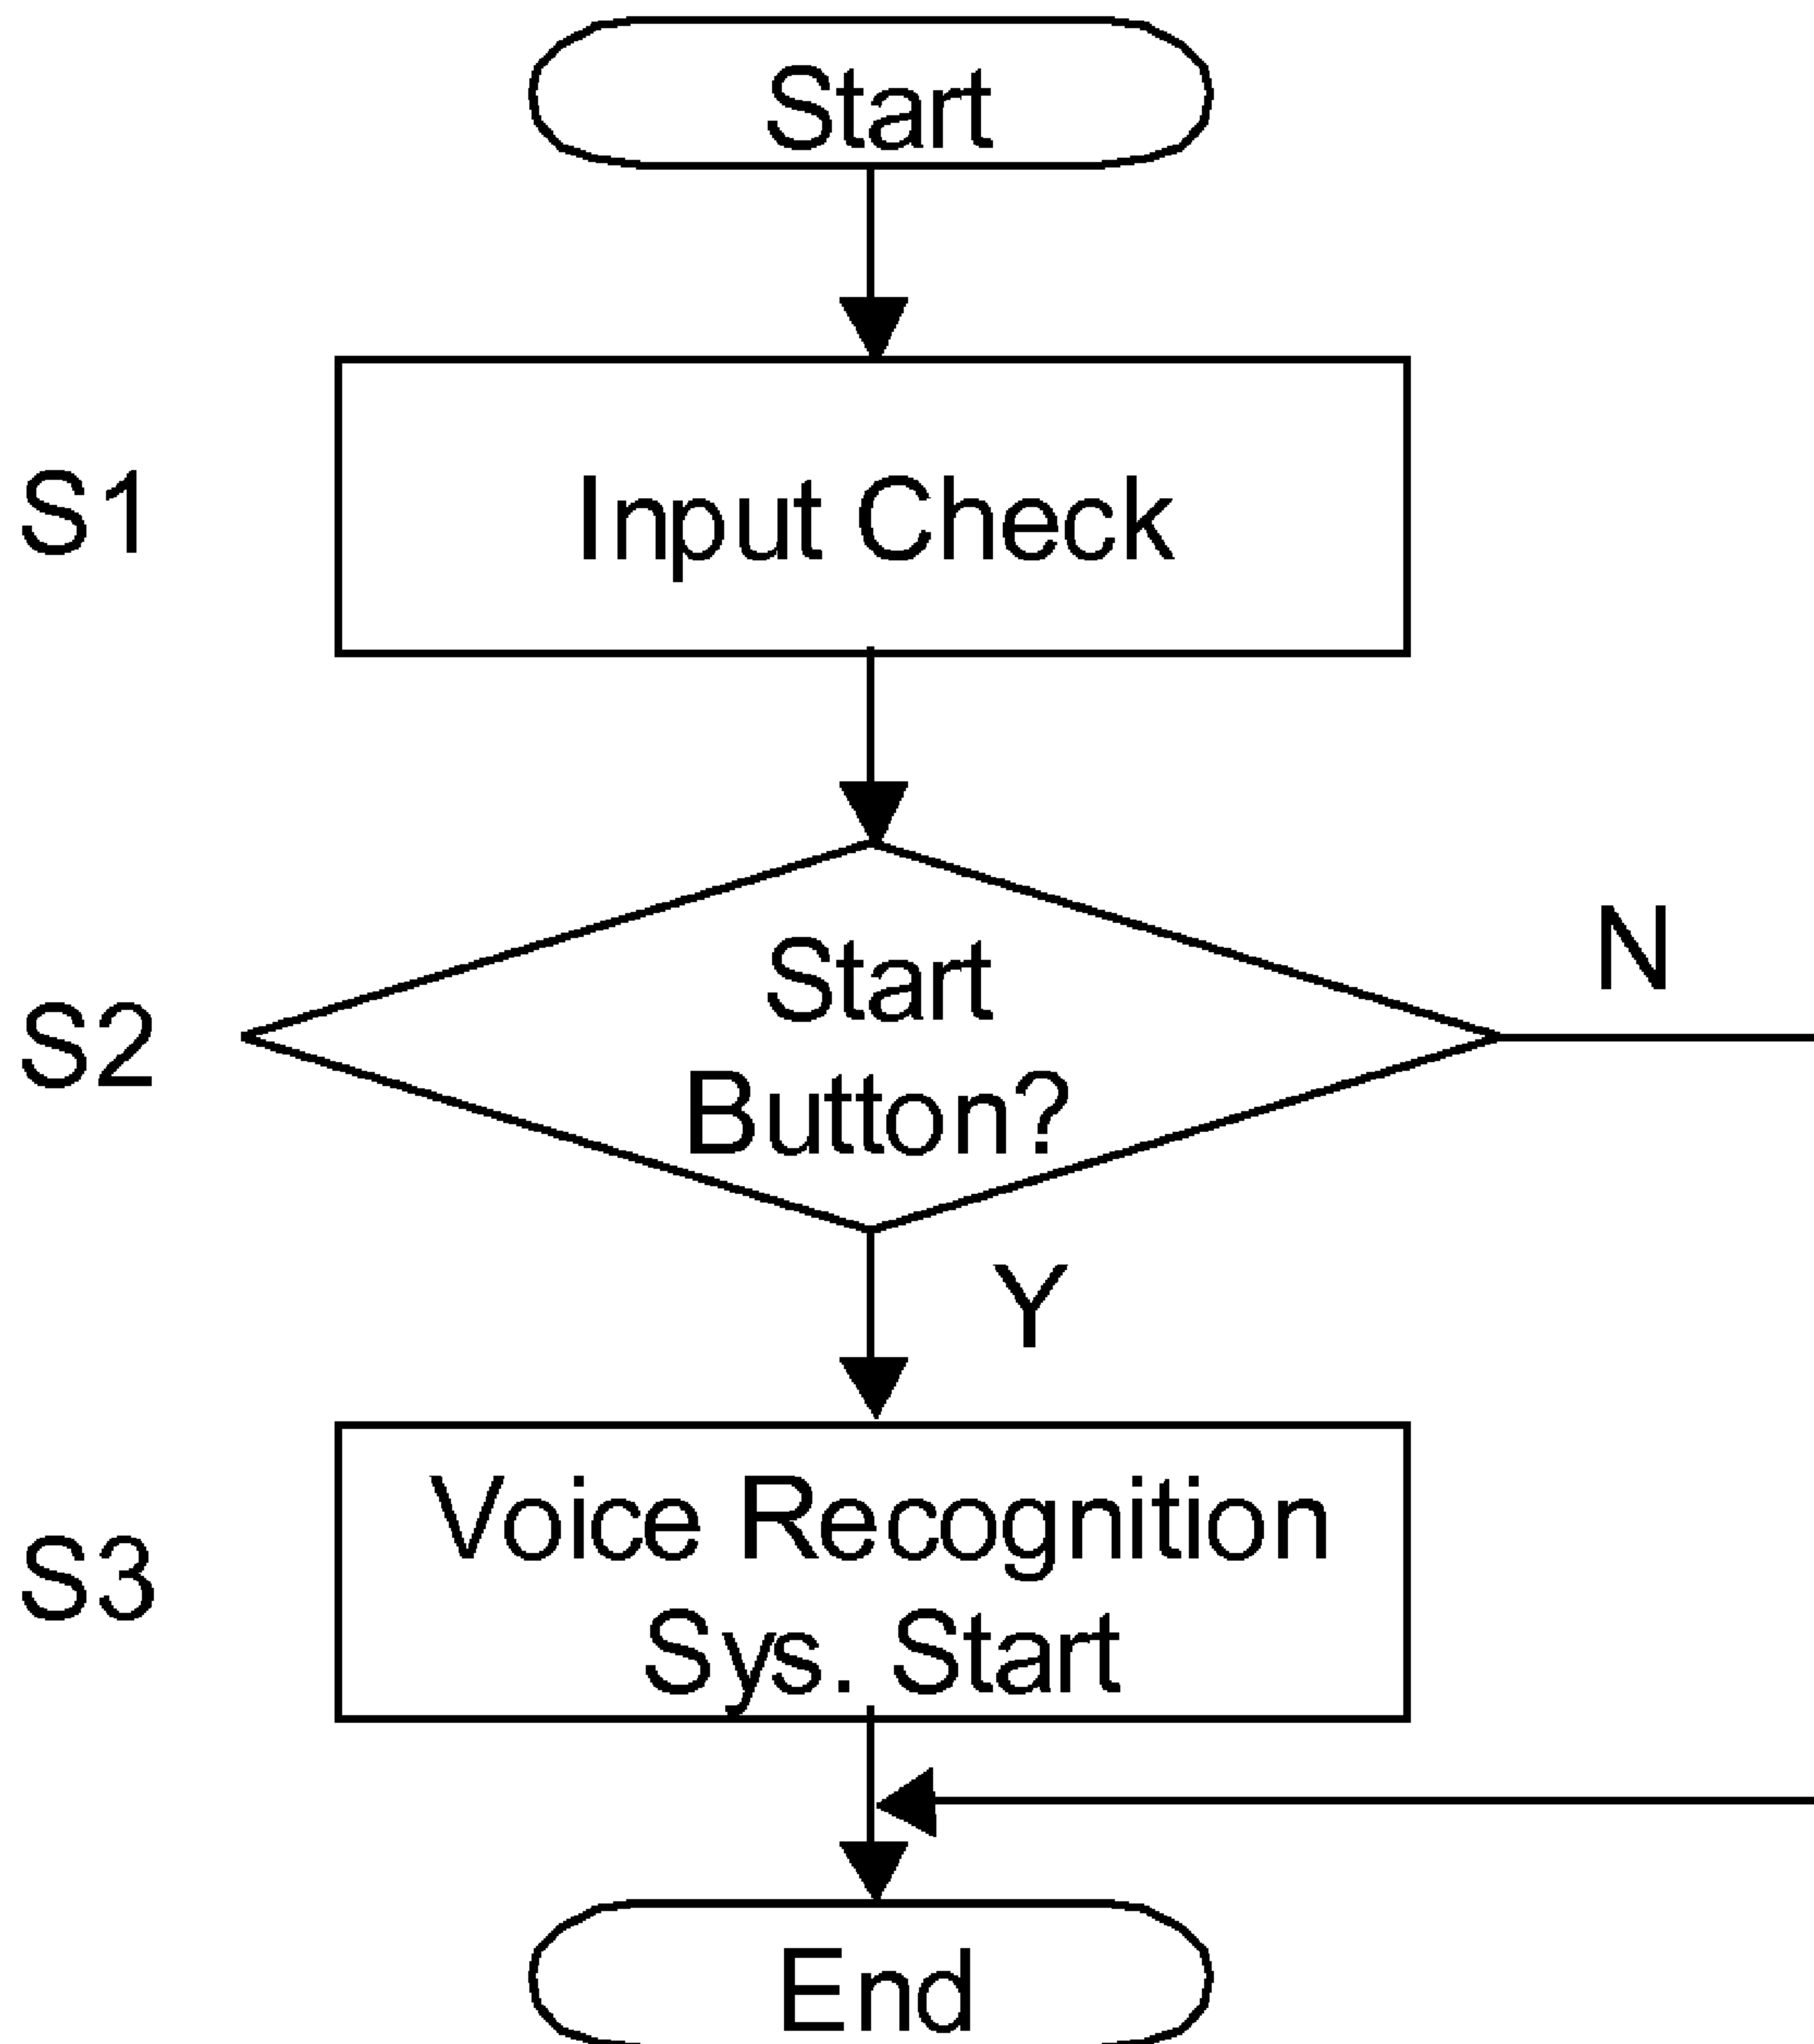 Start
S1
Input Check
S2
Start
Button?
N
Y
S3
Voice Recognition
Sys. Start
End